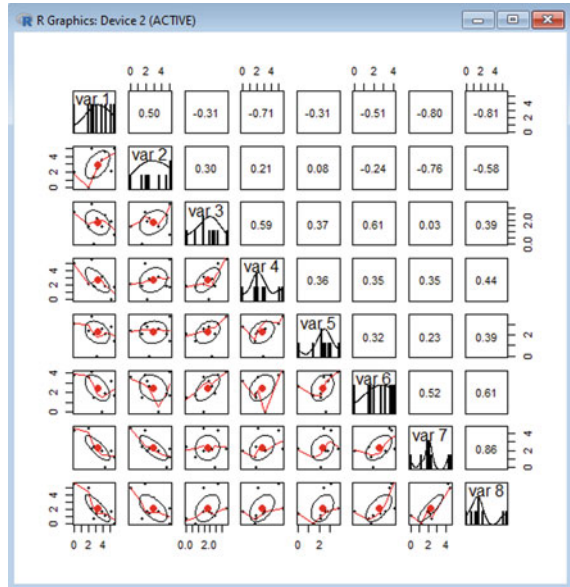 R Graphics: Device 2 (ACTIVE)
0 2 4 0 2 4 0 2 4 0 2 4
var 1 0.50 -0.31 -0.71 -0.31 -0.51 -0.80 -0.81 0 2 4
0 2 4 var 2 0.30 0.21 0.08 -0.24 -0.76 -0.58
var 3 0.59 0.37 0.61 0.03 0.39 0.0 2.0
0 2 4 var 4 0.36 0.35 0.35 0.44
var 5 0.32 0.23 0.39 0 2
0 2 4 var 6 0.52 0.61
var 7 0.86 0 2 4
0 2 4 var 8
0 2 4 0.0 2.0 0 2 0 2 4